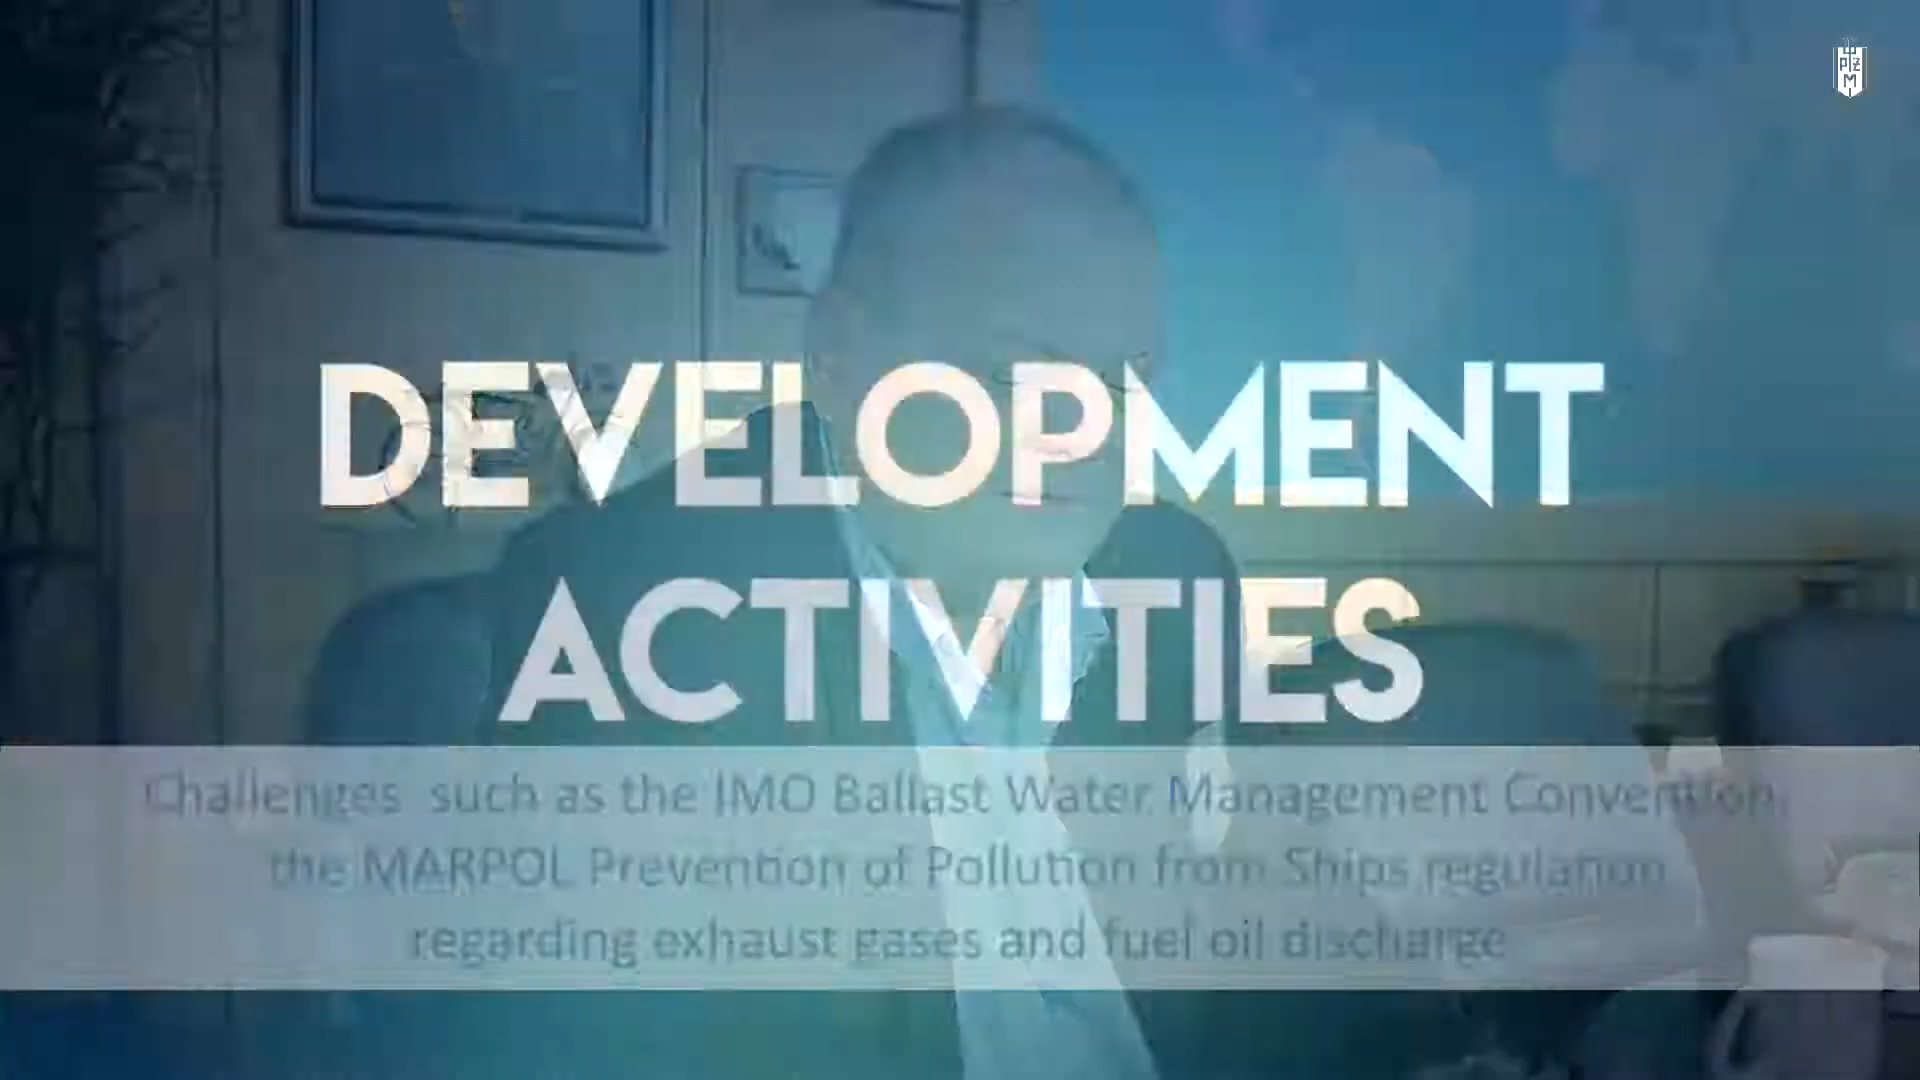 PŻM
DEVELOPMENT
ACTIVITIES
Challenges such as the IMO Ballast Water Management Convention,
the MARPOL Prevention of Pollution from Ships regulation
regarding exhaust gases and fuel oil discharge